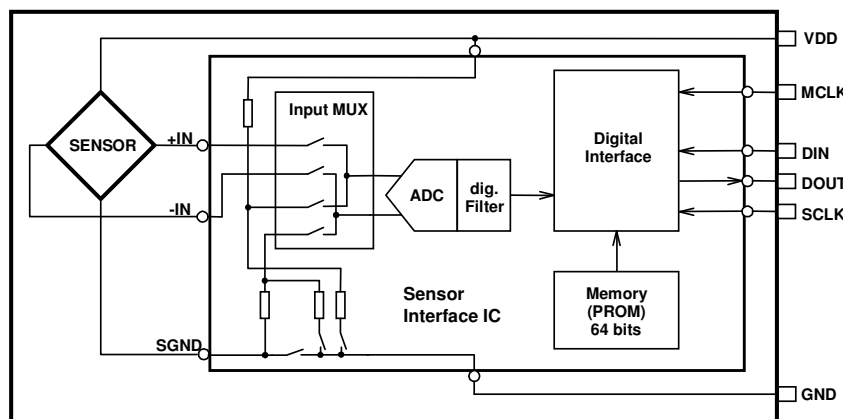 VDD
MCLK
Input MUX
+IN
SENSOR
Digital
Interface
DIN
DOUT
ADC
dig.
Filter
-IN
SCLK
Sensor
Interface IC
Memory
(PROM)
64 bits
SGND
GND